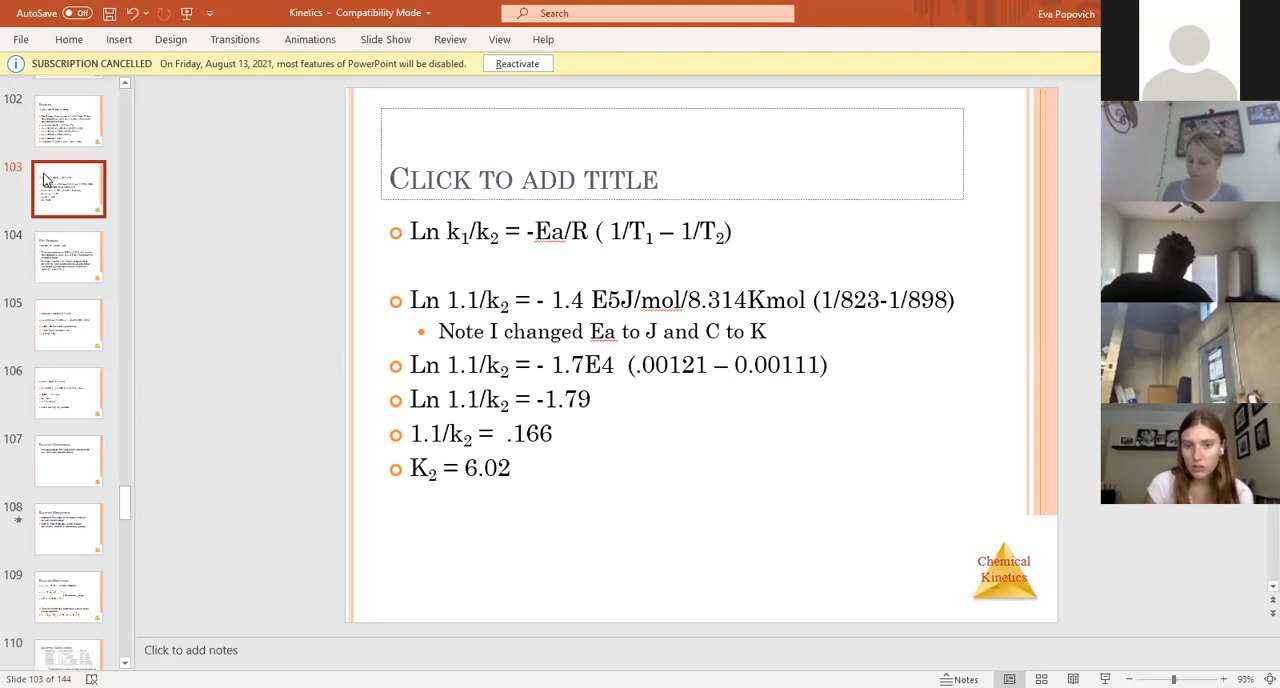 AutoSave Off
Kinetics - Compatibility Mode
Search
Eva Popovich
File Home Insert Design Transitions Animations Slide Show Review View Help
SUBSCRIPTION CANCELLED On Friday, August 13, 2021, most features of PowerPoint will be disabled. Reactivate
102
103
104
105
106
107
108
109
110
CLICK TO ADD TITLE
Ln k₁/k₂ = -Ea/R ( 1/T₁ – 1/T₂)
Ln 1.1/k₂ = - 1.4 E5J/mol/8.314Kmol (1/823-1/898)
Note I changed Ea to J and C to K
Ln 1.1/k₂ = - 1.7E4 (.00121 – 0.00111)
Ln 1.1/k₂ = -1.79
1.1/k₂ = .166
K₂ = 6.02
Chemical
Kinetics
Click to add notes
Slide 103 of 144
Notes
93%